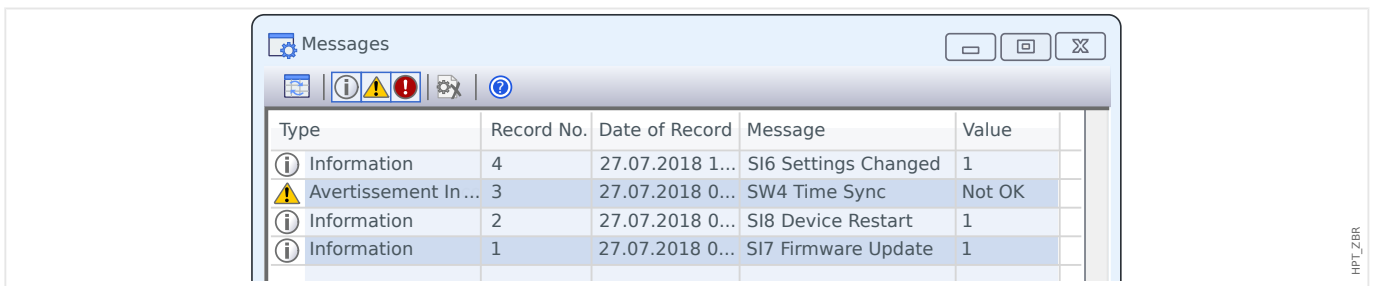 Messages
Type Record No. Date of Record Message Value
Information 4 27.07.2018 1... SI6 Settings Changed 1
Avertissement In... 3 27.07.2018 0... SW4 Time Sync Not OK
Information 2 27.07.2018 0... SI8 Device Restart 1
Information 1 27.07.2018 0... SI7 Firmware Update 1
HPT_ZBR